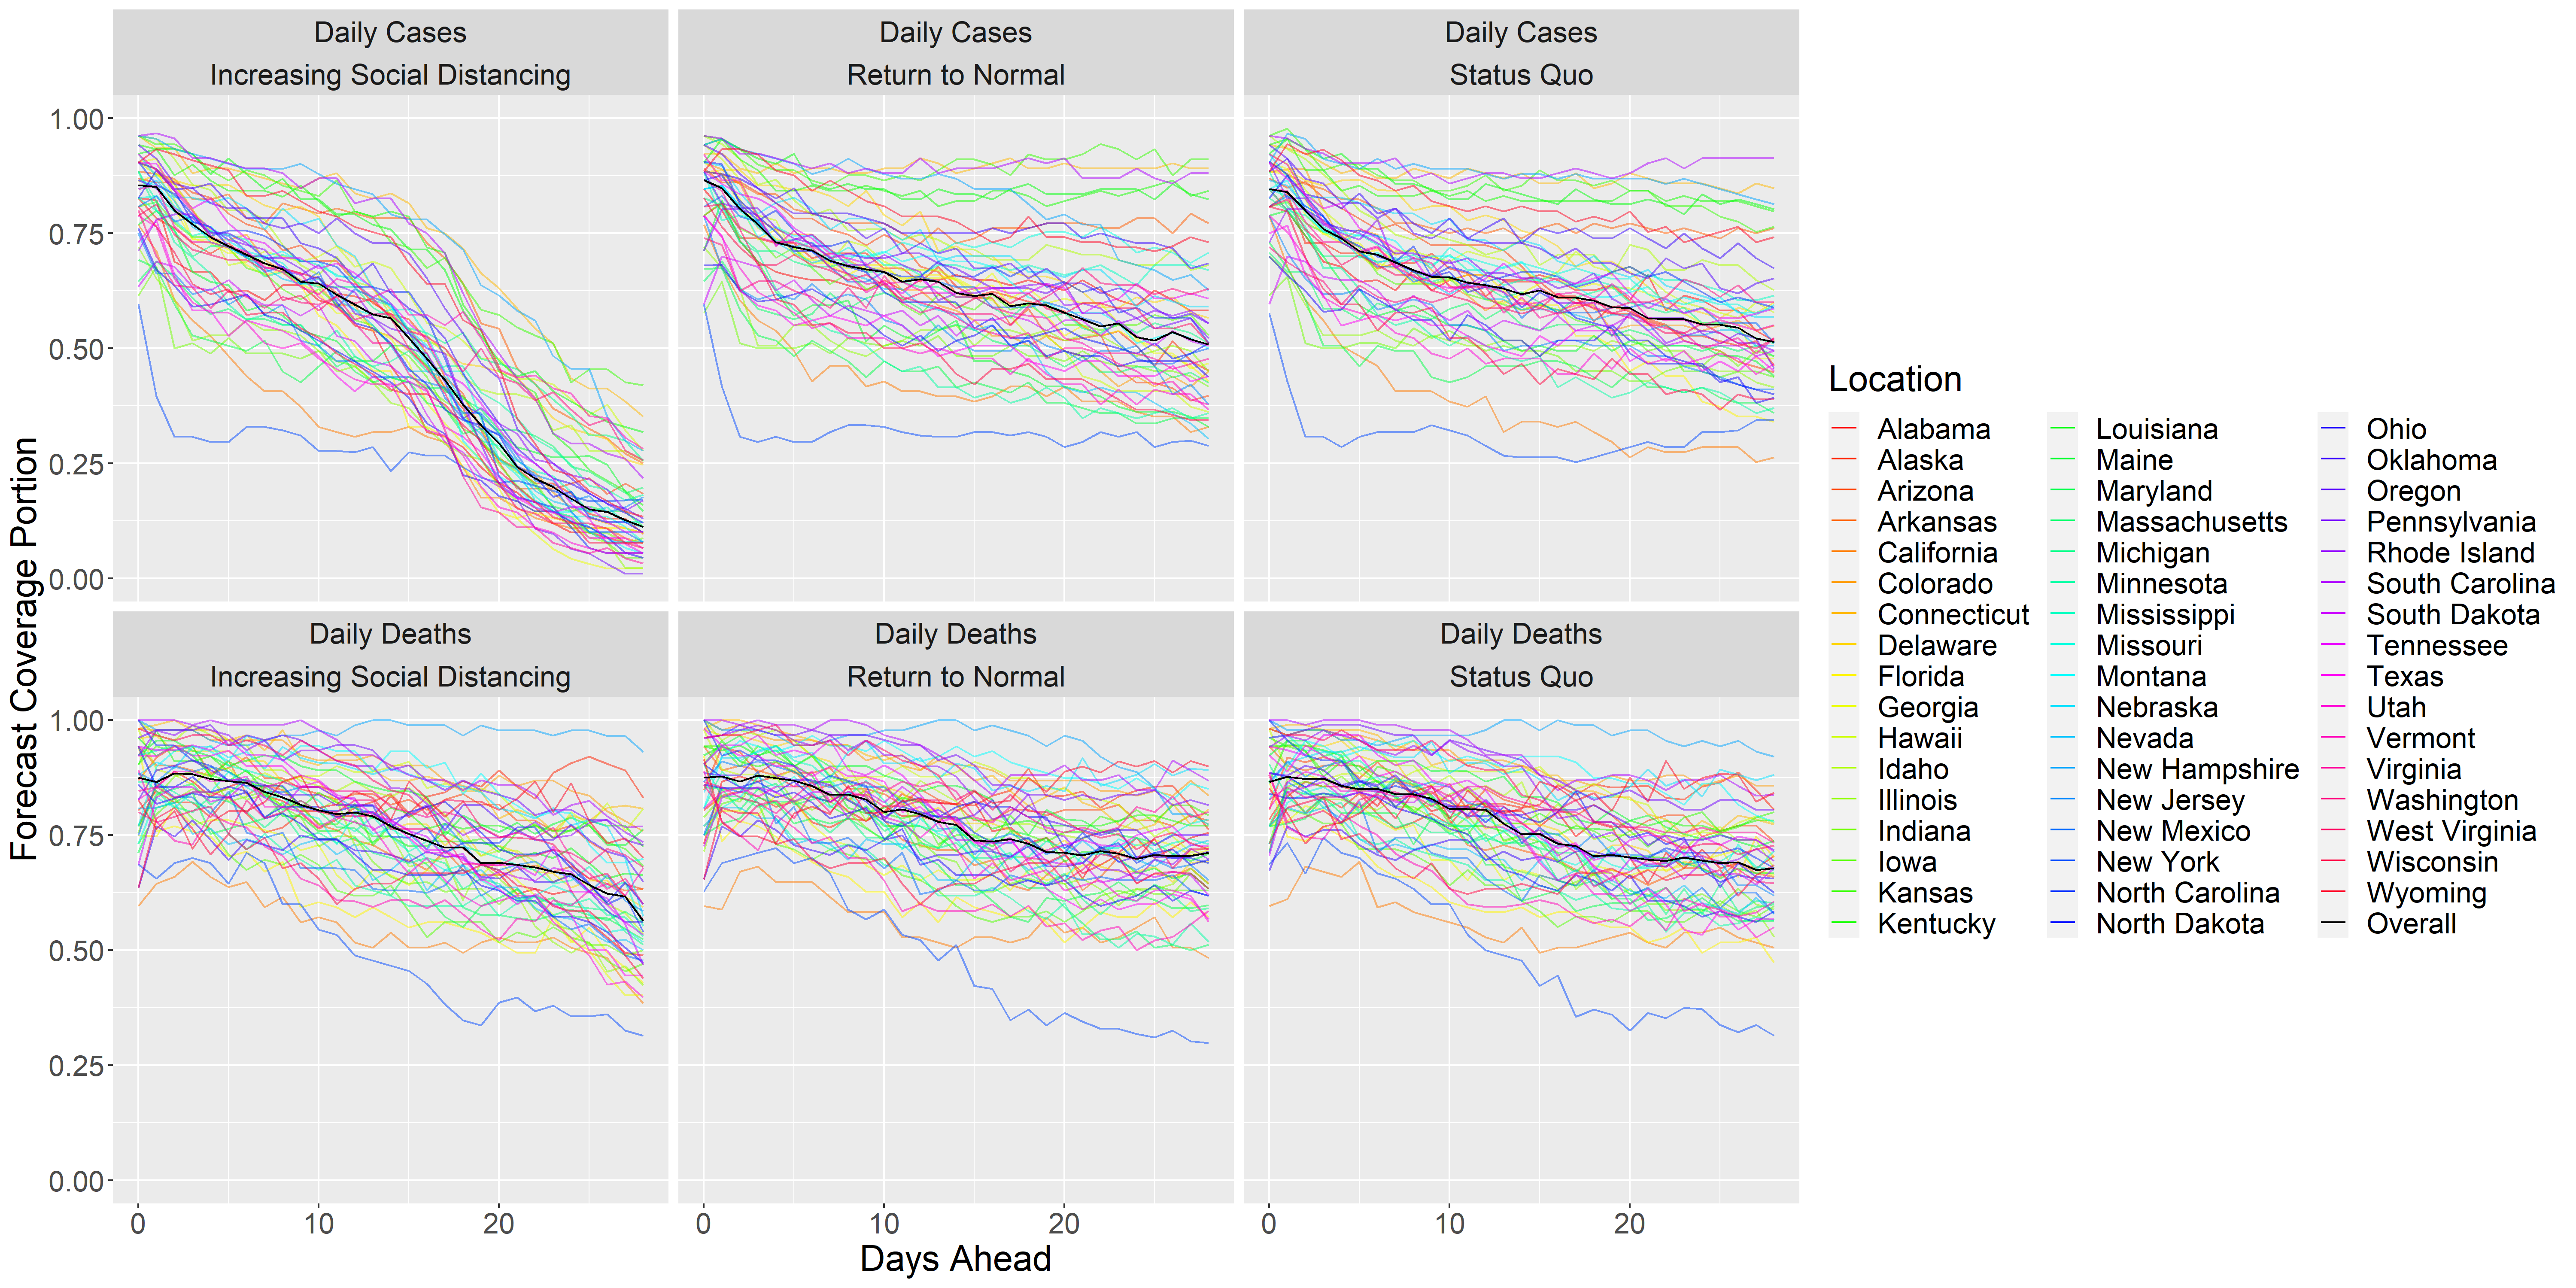 Daily Cases
Increasing Social Distancing
Daily Cases
Return to Normal
Daily Cases
Status Quo
1.00
0.75
0.50
0.25
0.00
Daily Deaths
Increasing Social Distancing
Daily Deaths
Return to Normal
Daily Deaths
Status Quo
1.00
0.75
0.50
0.25
0.00
0 10 20
0 10 20
0 10 20
Days Ahead
Forecast Coverage Portion
Location
Alabama
Alaska
Arizona
Arkansas
California
Colorado
Connecticut
Delaware
Florida
Georgia
Hawaii
Idaho
Illinois
Indiana
Iowa
Kansas
Kentucky
Louisiana
Maine
Maryland
Massachusetts
Michigan
Minnesota
Mississippi
Missouri
Montana
Nebraska
Nevada
New Hampshire
New Jersey
New Mexico
New York
North Carolina
North Dakota
Ohio
Oklahoma
Oregon
Pennsylvania
Rhode Island
South Carolina
South Dakota
Tennessee
Texas
Utah
Vermont
Virginia
Washington
West Virginia
Wisconsin
Wyoming
Overall